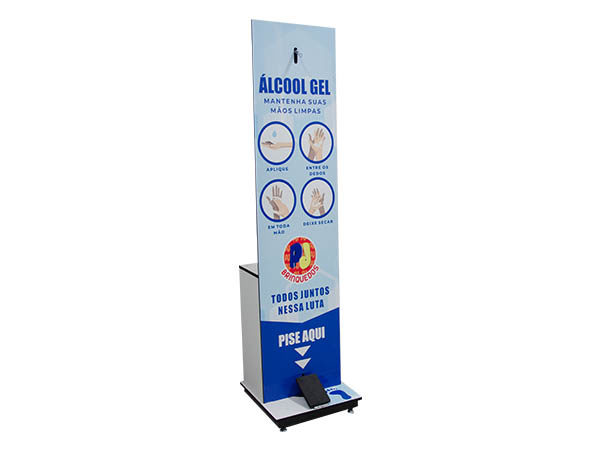 ÁLCOOL GEL
MANTENHA SUAS
MÃOS LIMPAS
APLIQUE
ENTRE OS
DEDOS
EM TODA
MÃO
DEIXE SECAR
PJ
BRINQUEDOS
TODOS JUNTOS
NESSA LUTA
PISE AQUI